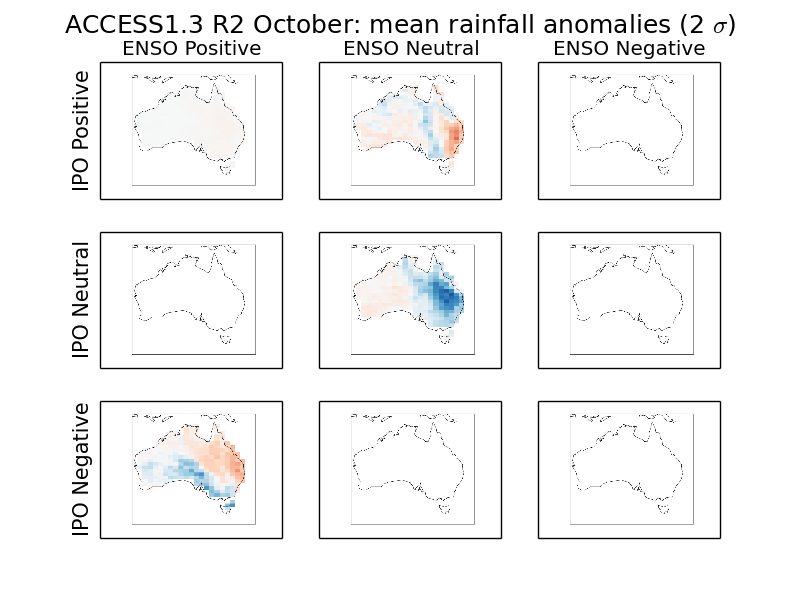 ACCESS1.3 R2 October: mean rainfall anomalies (2 σ)
ENSO Positive
ENSO Neutral
ENSO Negative
IPO Positive
IPO Neutral
IPO Negative